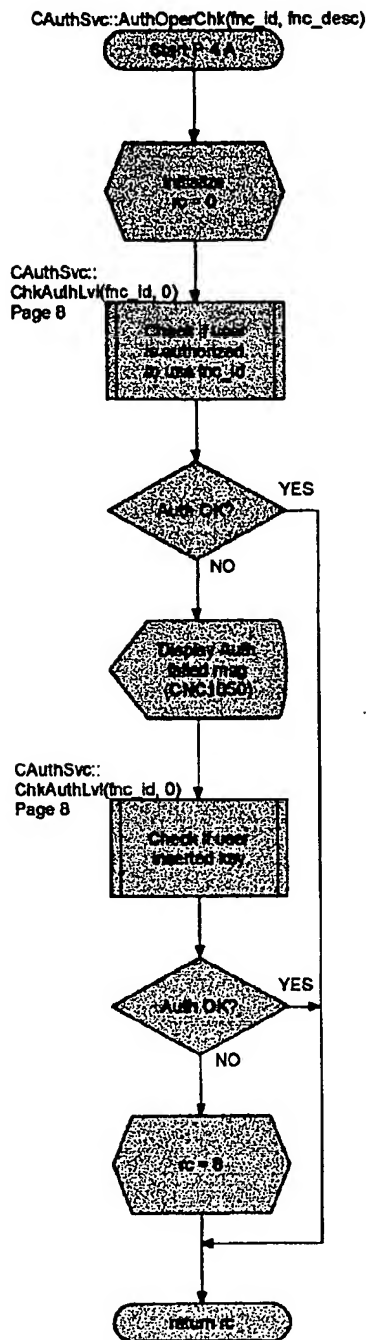 CAuthSvc::AuthOperChk(fnc_id, fnc_desc)
Start P-4 A
Initialize
rc = 0
CAuthSvc::
ChkAuthLvl(fnc_id, 0)
Page 8
Check if user
is authorized
to use fnc_id
Auth OK?
YES
NO
Display Auth
failed msg
(CNC1050)
CAuthSvc::
ChkAuthLvl(fnc_id, 0)
Page 8
Check if user
inserted key
Auth OK?
YES
NO
rc = 8
return rc